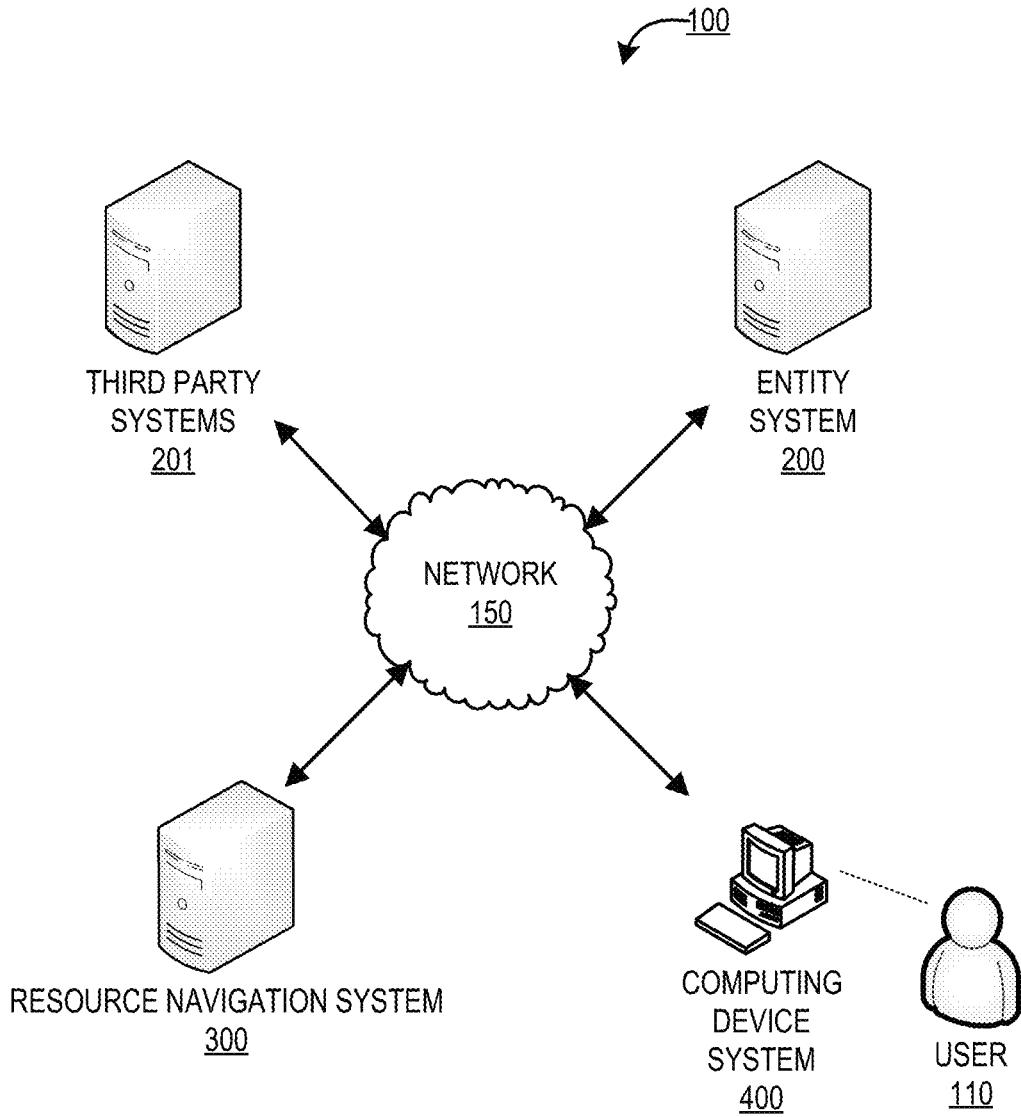 100
THIRD PARTY
SYSTEMS
201
ENTITY
SYSTEM
200
NETWORK
150
RESOURCE NAVIGATION SYSTEM
300
COMPUTING
DEVICE
SYSTEM
400
USER
110